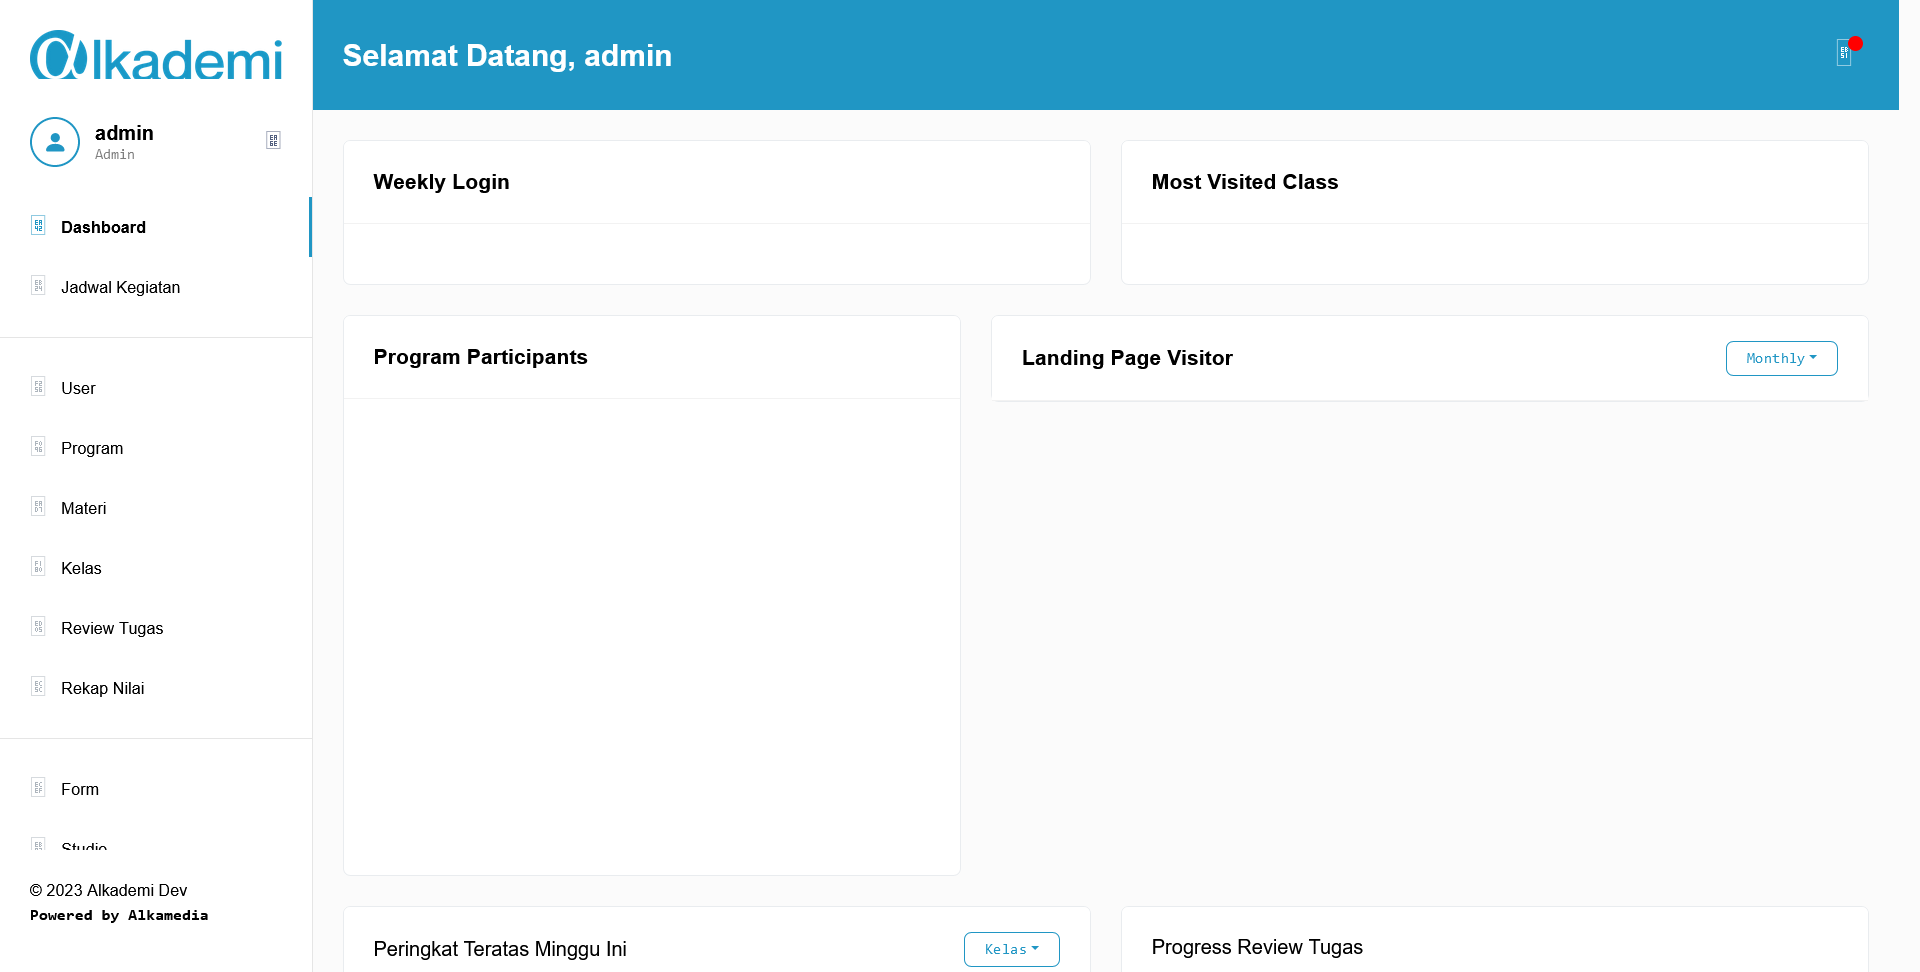 alkademi
Selamat Datang, admin
admin
Admin
Dashboard
Jadwal Kegiatan
User
Program
Materi
Kelas
Review Tugas
Rekap Nilai
Form
Studio
© 2023 Alkademi Dev
Powered by Alkamedia
Weekly Login
Most Visited Class
Program Participants
Landing Page Visitor
Monthly
Peringkat Teratas Minggu Ini
Kelas
Progress Review Tugas